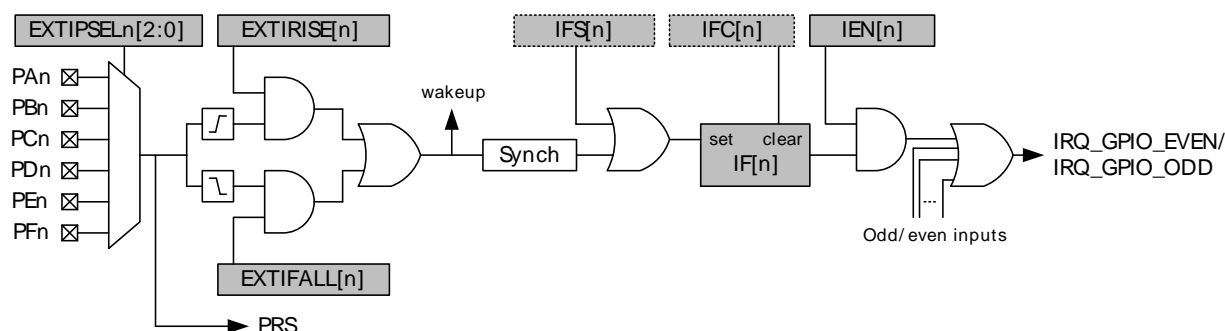 EXTIPSELn[2:0]
EXTIRISE[n]
IFS[n]
IFC[n]
IEN[n]
PAn
PBn
PCn
PDn
PEn
PFn
wakeup
Synch
set clear
IF[n]
IRQ_GPIO_EVEN/
IRQ_GPIO_ODD
...
Odd/even inputs
EXTIFALL[n]
PRS